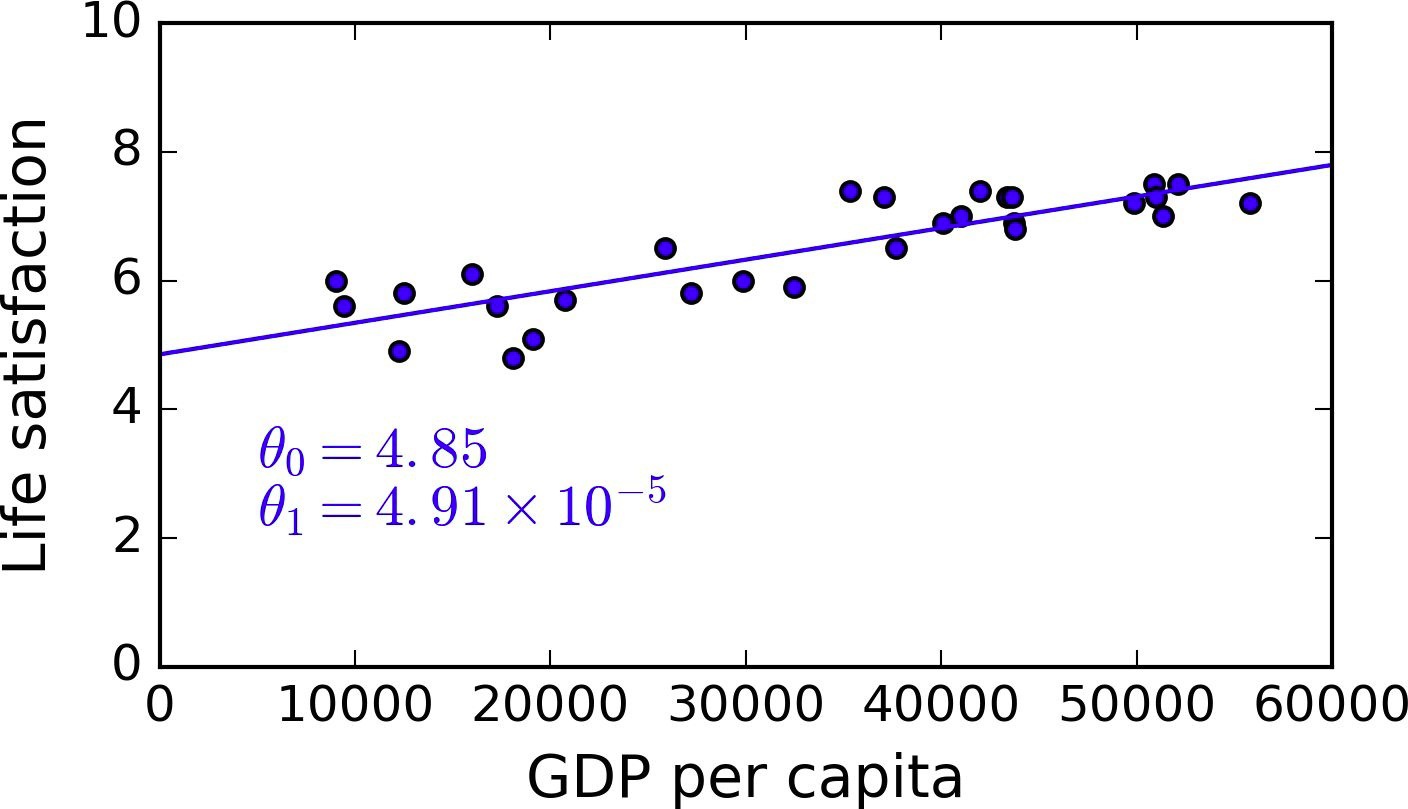 10
8
6
4
2
0
Life satisfaction
θ₀ = 4.85
θ₁ = 4.91 × 10⁻⁵
0 10000 20000 30000 40000 50000 60000
GDP per capita